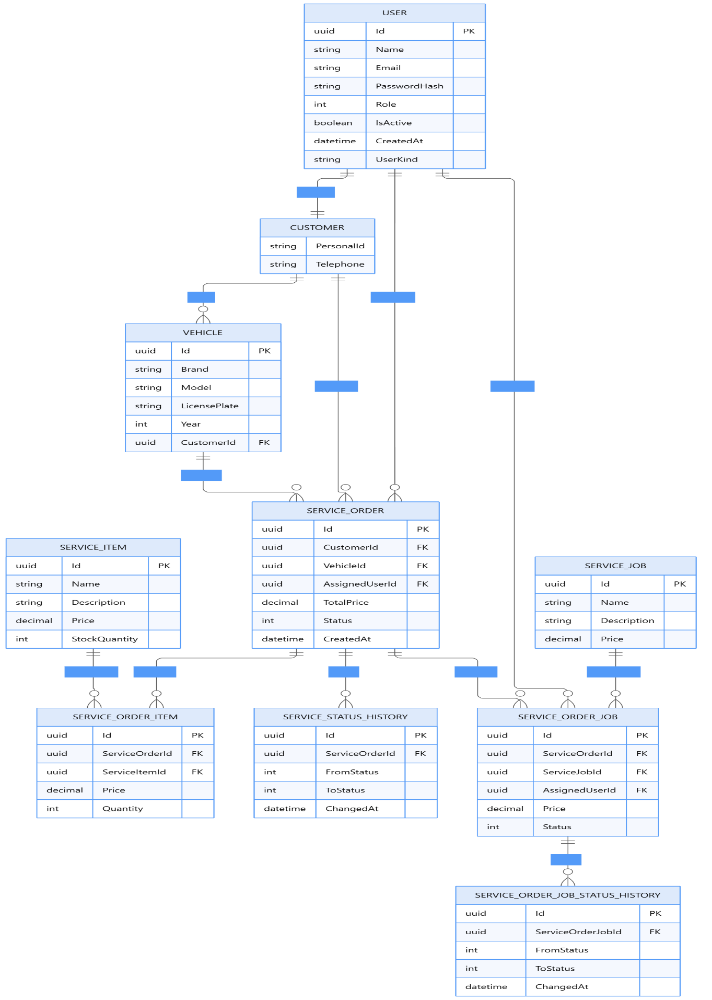 USER
uuid Id PK
string Name
string Email
string PasswordHash
int Role
boolean IsActive
datetime CreatedAt
string UserKind
CUSTOMER
string PersonalId
string Telephone
VEHICLE
uuid Id PK
string Brand
string Model
string LicensePlate
int Year
uuid CustomerId FK
SERVICE_ORDER
uuid Id PK
uuid CustomerId FK
uuid VehicleId FK
uuid AssignedUserId FK
decimal TotalPrice
int Status
datetime CreatedAt
SERVICE_ITEM
uuid Id PK
string Name
string Description
decimal Price
int StockQuantity
SERVICE_JOB
uuid Id PK
string Name
string Description
decimal Price
SERVICE_ORDER_ITEM
uuid Id PK
uuid ServiceOrderId FK
uuid ServiceItemId FK
decimal Price
int Quantity
SERVICE_STATUS_HISTORY
uuid Id PK
uuid ServiceOrderId FK
int FromStatus
int ToStatus
datetime ChangedAt
SERVICE_ORDER_JOB
uuid Id PK
uuid ServiceOrderId FK
uuid ServiceJobId FK
uuid AssignedUserId FK
decimal Price
int Status
SERVICE_ORDER_JOB_STATUS_HISTORY
uuid Id PK
uuid ServiceOrderJobId FK
int FromStatus
int ToStatus
datetime ChangedAt